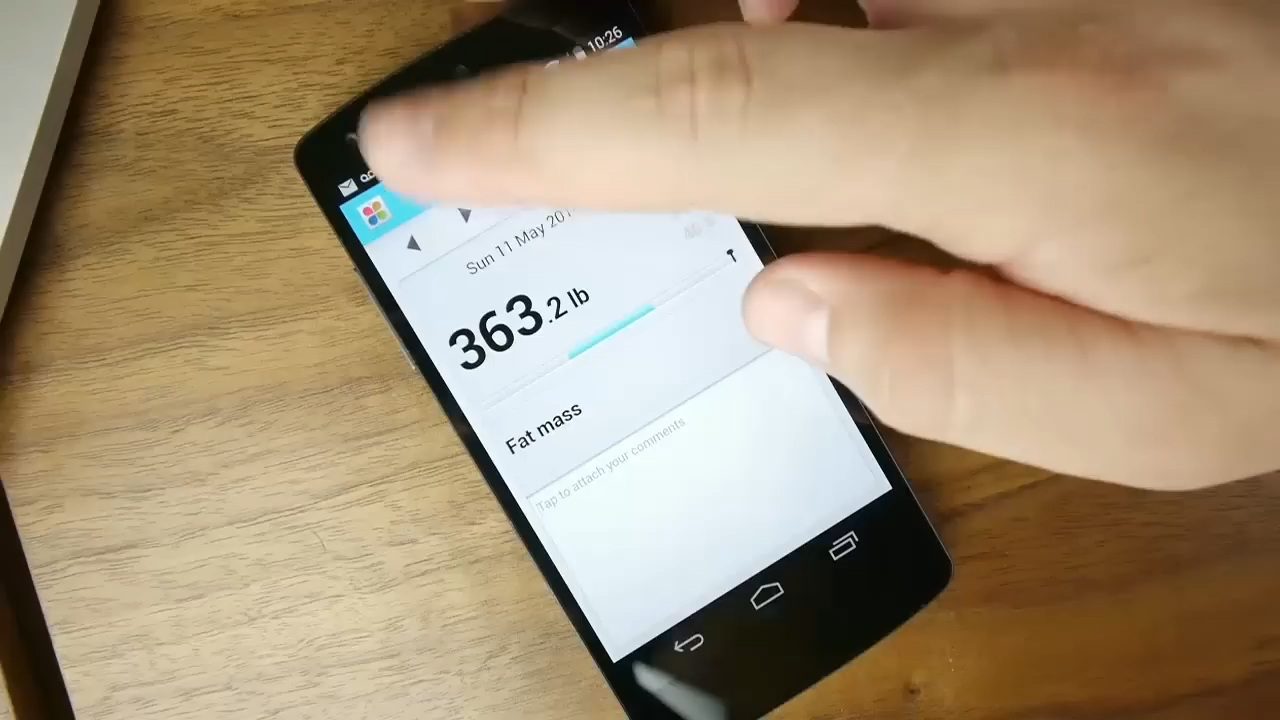 10:26
Sun 11 May 201
363.2 lb
Fat mass
Tap to attach your comments